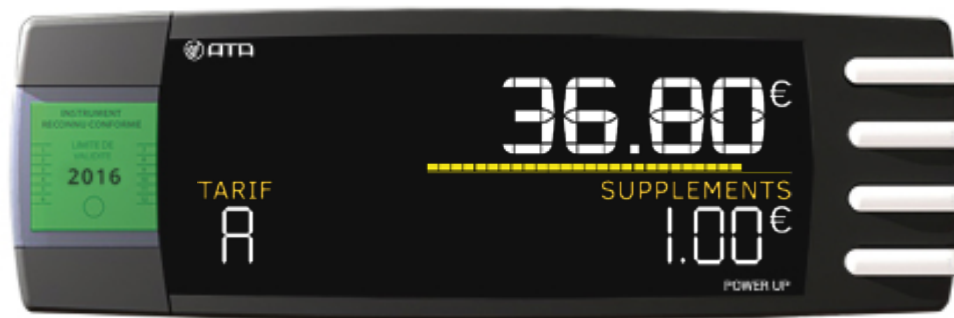 ATA
36.80€
INSTRUMENT
RECONNU CONFORME
LIMITE DE
VALIDITE
2016
TARIF
SUPPLEMENTS
A
1.00€
POWER UP